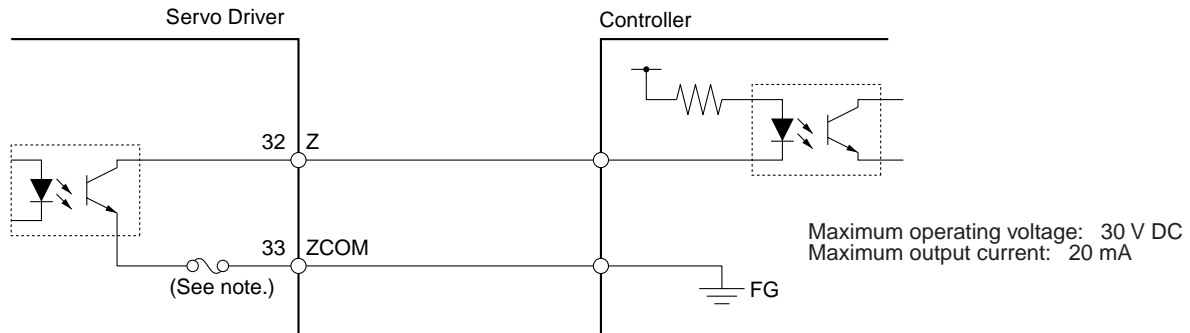 Servo Driver
Controller
32 Z
33 ZCOM
(See note.)
FG
Maximum operating voltage: 30 V DC
Maximum output current: 20 mA